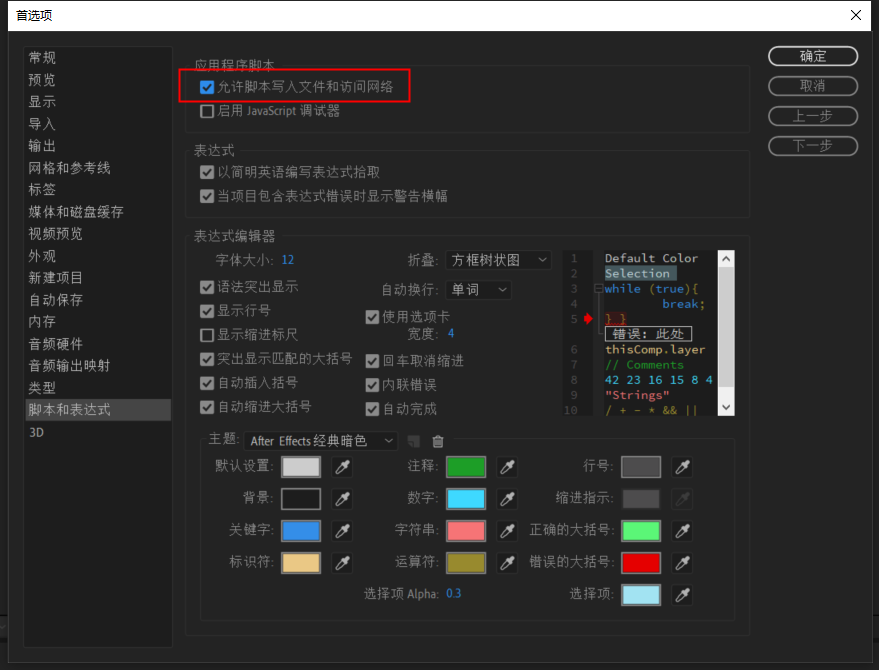 首选项
常规
预览
显示
导入
输出
网格和参考线
标签
媒体和磁盘缓存
视频预览
外观
新建项目
自动保存
内存
音频硬件
音频输出映射
类型
脚本和表达式
3D
应用程序脚本
允许脚本写入文件和访问网络
启用 JavaScript 调试器
表达式
以简明英语编写表达式拾取
当项目包含表达式错误时显示警告横幅
表达式编辑器
字体大小: 12
折叠: 方框树状图
语法突出显示
自动换行: 单词
显示行号
使用选项卡
显示缩进标尺
宽度: 4
突出显示匹配的大括号
回车取消缩进
自动插入括号
内联错误
自动缩进大括号
自动完成
1 Default Color
2 Selection
3 while (true){
4 break;
5 } }
错误: 此处
6 thisComp.layer
7 // Comments
8 42 23 16 15 8 4
9 "Strings"
10 / + - * && ||
主题: After Effects 经典暗色
默认设置:
注释:
行号:
背景:
数字:
缩进指示:
关键字:
字符串:
正确的大括号:
标识符:
运算符:
错误的大括号:
选择项 Alpha: 0.3
选择项:
确定
取消
上一步
下一步